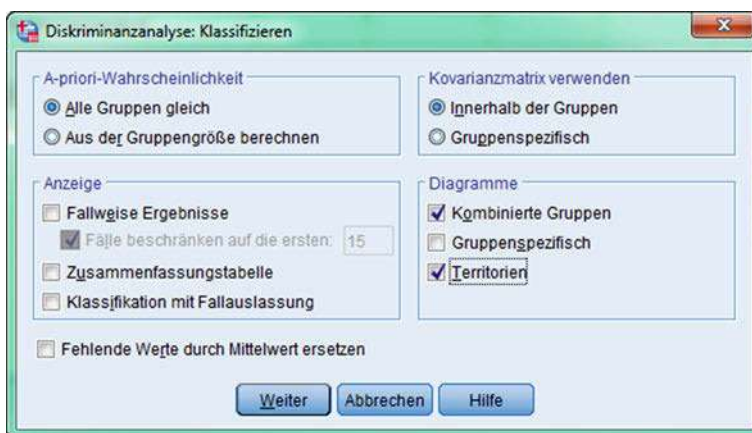 Diskriminanzanalyse: Klassifizieren
A-priori-Wahrscheinlichkeit
Alle Gruppen gleich
Aus der Gruppengröße berechnen
Kovarianzmatrix verwenden
Innerhalb der Gruppen
Gruppenspezifisch
Anzeige
Fallweise Ergebnisse
Fälle beschränken auf die ersten: 15
Zusammenfassungstabelle
Klassifikation mit Fallauslassung
Diagramme
Kombinierte Gruppen
Gruppenspezifisch
Territorien
Fehlende Werte durch Mittelwert ersetzen
Weiter Abbrechen Hilfe